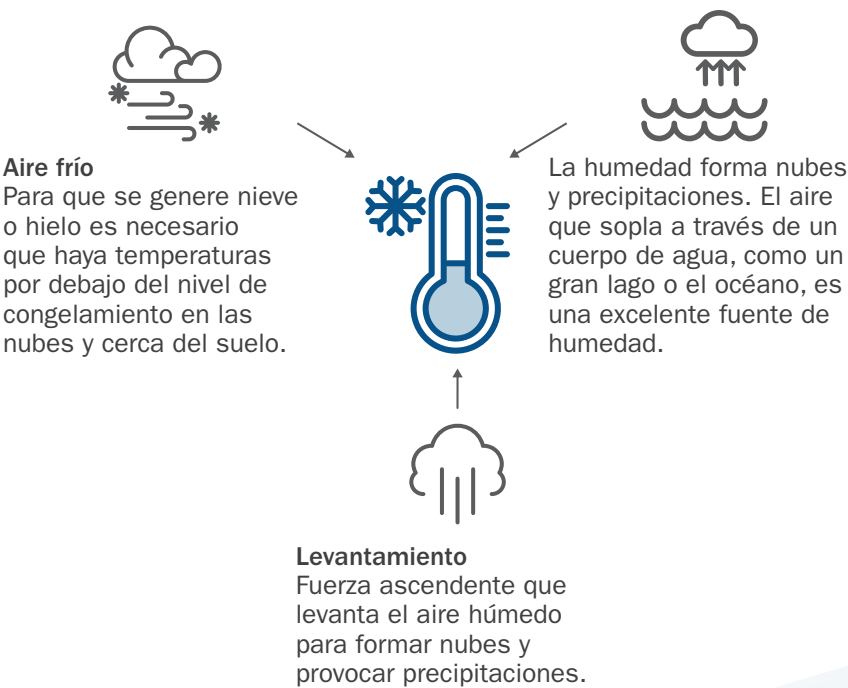 Aire frío
Para que se genere nieve
o hielo es necesario
que haya temperaturas
por debajo del nivel de
congelamiento en las
nubes y cerca del suelo.
La humedad forma nubes
y precipitaciones. El aire
que sopla a través de un
cuerpo de agua, como un
gran lago o el océano, es
una excelente fuente de
humedad.
Levantamiento
Fuerza ascendente que
levanta el aire húmedo
para formar nubes y
provocar precipitaciones.